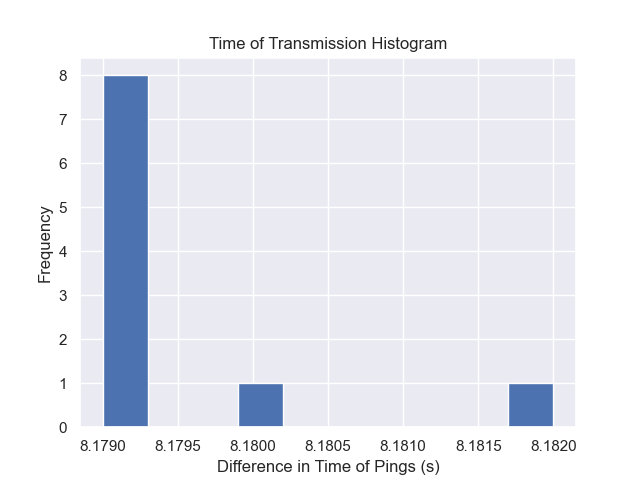 Time of Transmission Histogram
8
7
6
5
4
3
2
1
0
Frequency
8.1790 8.1795 8.1800 8.1805 8.1810 8.1815 8.1820
Difference in Time of Pings (s)